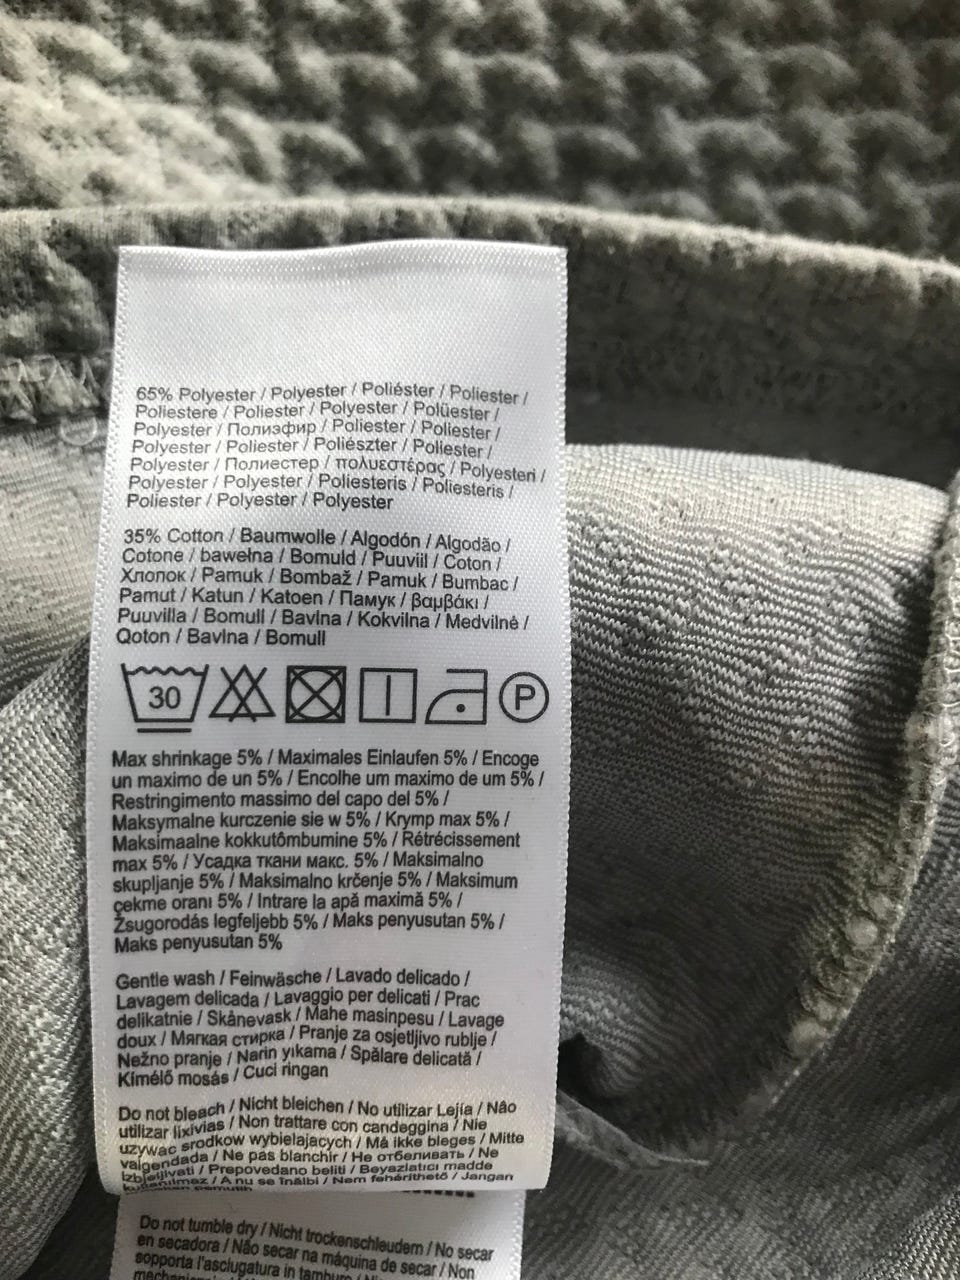 65% Polyester / Polyester / Poliéster / Poliester /
Poliestere / Poliester / Polyester / Polüester /
Polyester / Полиэфир / Poliester / Poliester /
Polyester / Poliester / Poliészter / Poliester /
Polyester / Полиестер / πολυεστέρας / Polyesteri /
Polyester / Polyester / Poliesteris / Poliesteris /
Poliester / Polyester / Polyester
35% Cotton / Baumwolle / Algodón / Algodão /
Cotone / bawełna / Bomuld / Puuviil / Coton /
Хлопок / Pamuk / Bombaž / Pamuk / Bumbac /
Pamut / Katun / Katoen / Памук / βαμβάκι /
Puuvilla / Bomull / Bavlna / Kokvilna / Medvilnė /
Qoton / Bavlna / Bomull
30 P
Max shrinkage 5% / Maximales Einlaufen 5% / Encoge
un maximo de un 5% / Encolhe um maximo de um 5% /
Restringimento massimo del capo del 5% /
Maksymalne kurczenie sie w 5% / Krymp max 5% /
Maksimaalne kokkutõmbumine 5% / Rétrécissement
max 5% / Усадка ткани макс. 5% / Maksimalno
skupljanje 5% / Maksimalno krčenje 5% / Maksimum
çekme oranı 5% / Intrare la apă maximă 5% /
Žsugorodás legfeljebb 5% / Maks penyusutan 5% /
Maks penyusutan 5%
Gentle wash / Feinwäsche / Lavado delicado /
Lavagem delicada / Lavaggio per delicati / Prac
delikatnie / Skånevask / Mahe masinpesu / Lavage
doux / Мягкая стирка / Pranje za osjetljivo rublje /
Nežno pranje / Narin yıkama / Spălare delicată /
Kímélő mosás / Cuci ringan
Do not bleach / Nicht bleichen / No utilizar Lejía / Não
utilizar lixivias / Non trattare con candeggina / Nie
uzywac srodkow wybielajacych / Må ikke bleges / Mitte
valgendada / Ne pas blanchir / Не отбеливать / Ne
Izbjeljivati / Prepovedano beliti / Beyazlatıcı madde
kullanılmaz / A nu se înălbi / Nem fehéríthető / Jangan
Do not tumble dry / Nicht trockenschleudern / No secar
en secadora / Não secar na máquina de secar / Non
sopporta l'asciugatura in tamburo /